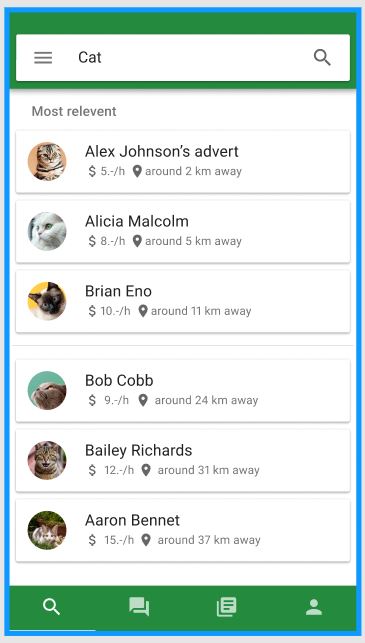 Cat
Most relevent
Alex Johnson's advert
$ 5.-/h around 2 km away
Alicia Malcolm
$ 8.-/h around 5 km away
Brian Eno
$ 10.-/h around 11 km away
Bob Cobb
$ 9.-/h around 24 km away
Bailey Richards
$ 12.-/h around 31 km away
Aaron Bennet
$ 15.-/h around 37 km away